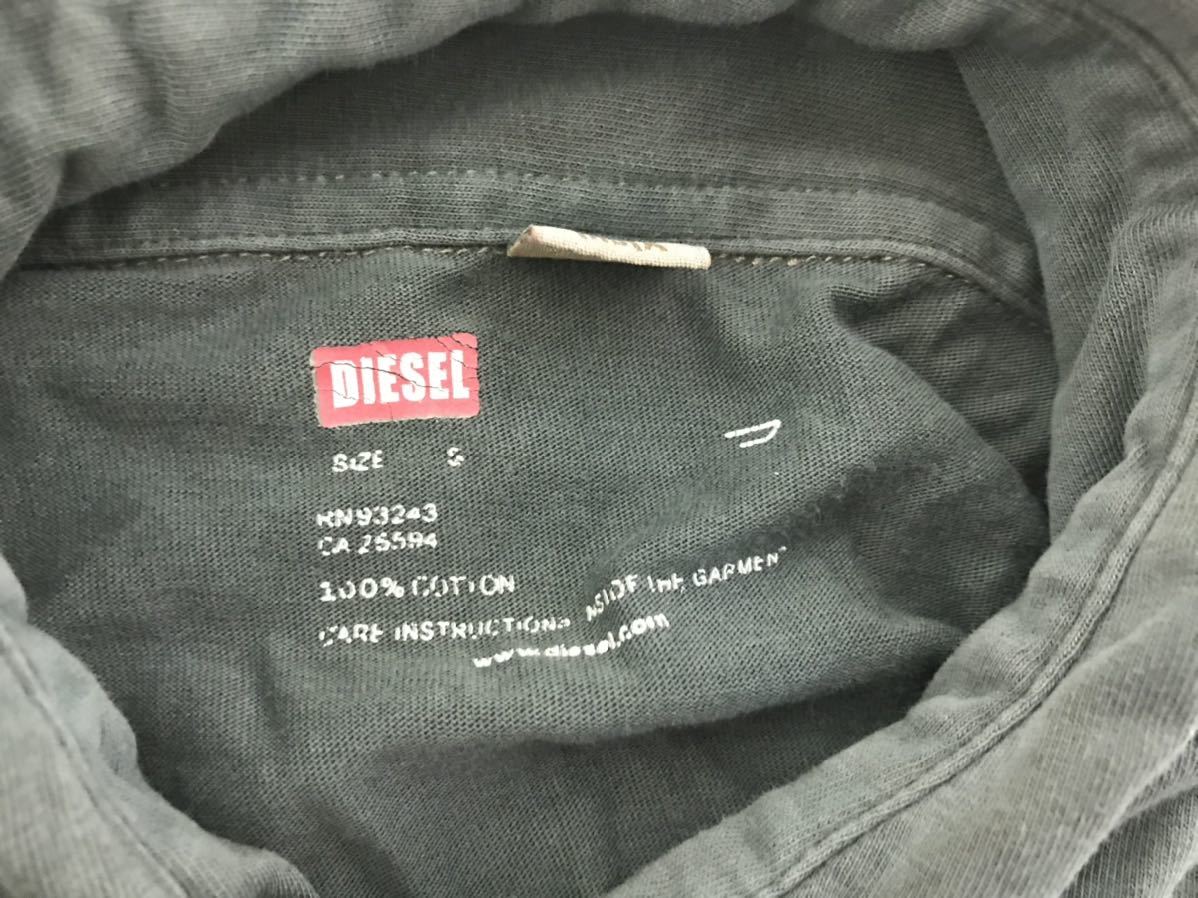 DIESEL
SIZE S
RN93243
CA 25594
100% COTTON
CARE INSTRUCTIONS INSIDE THE GARMENT
www.diesel.com